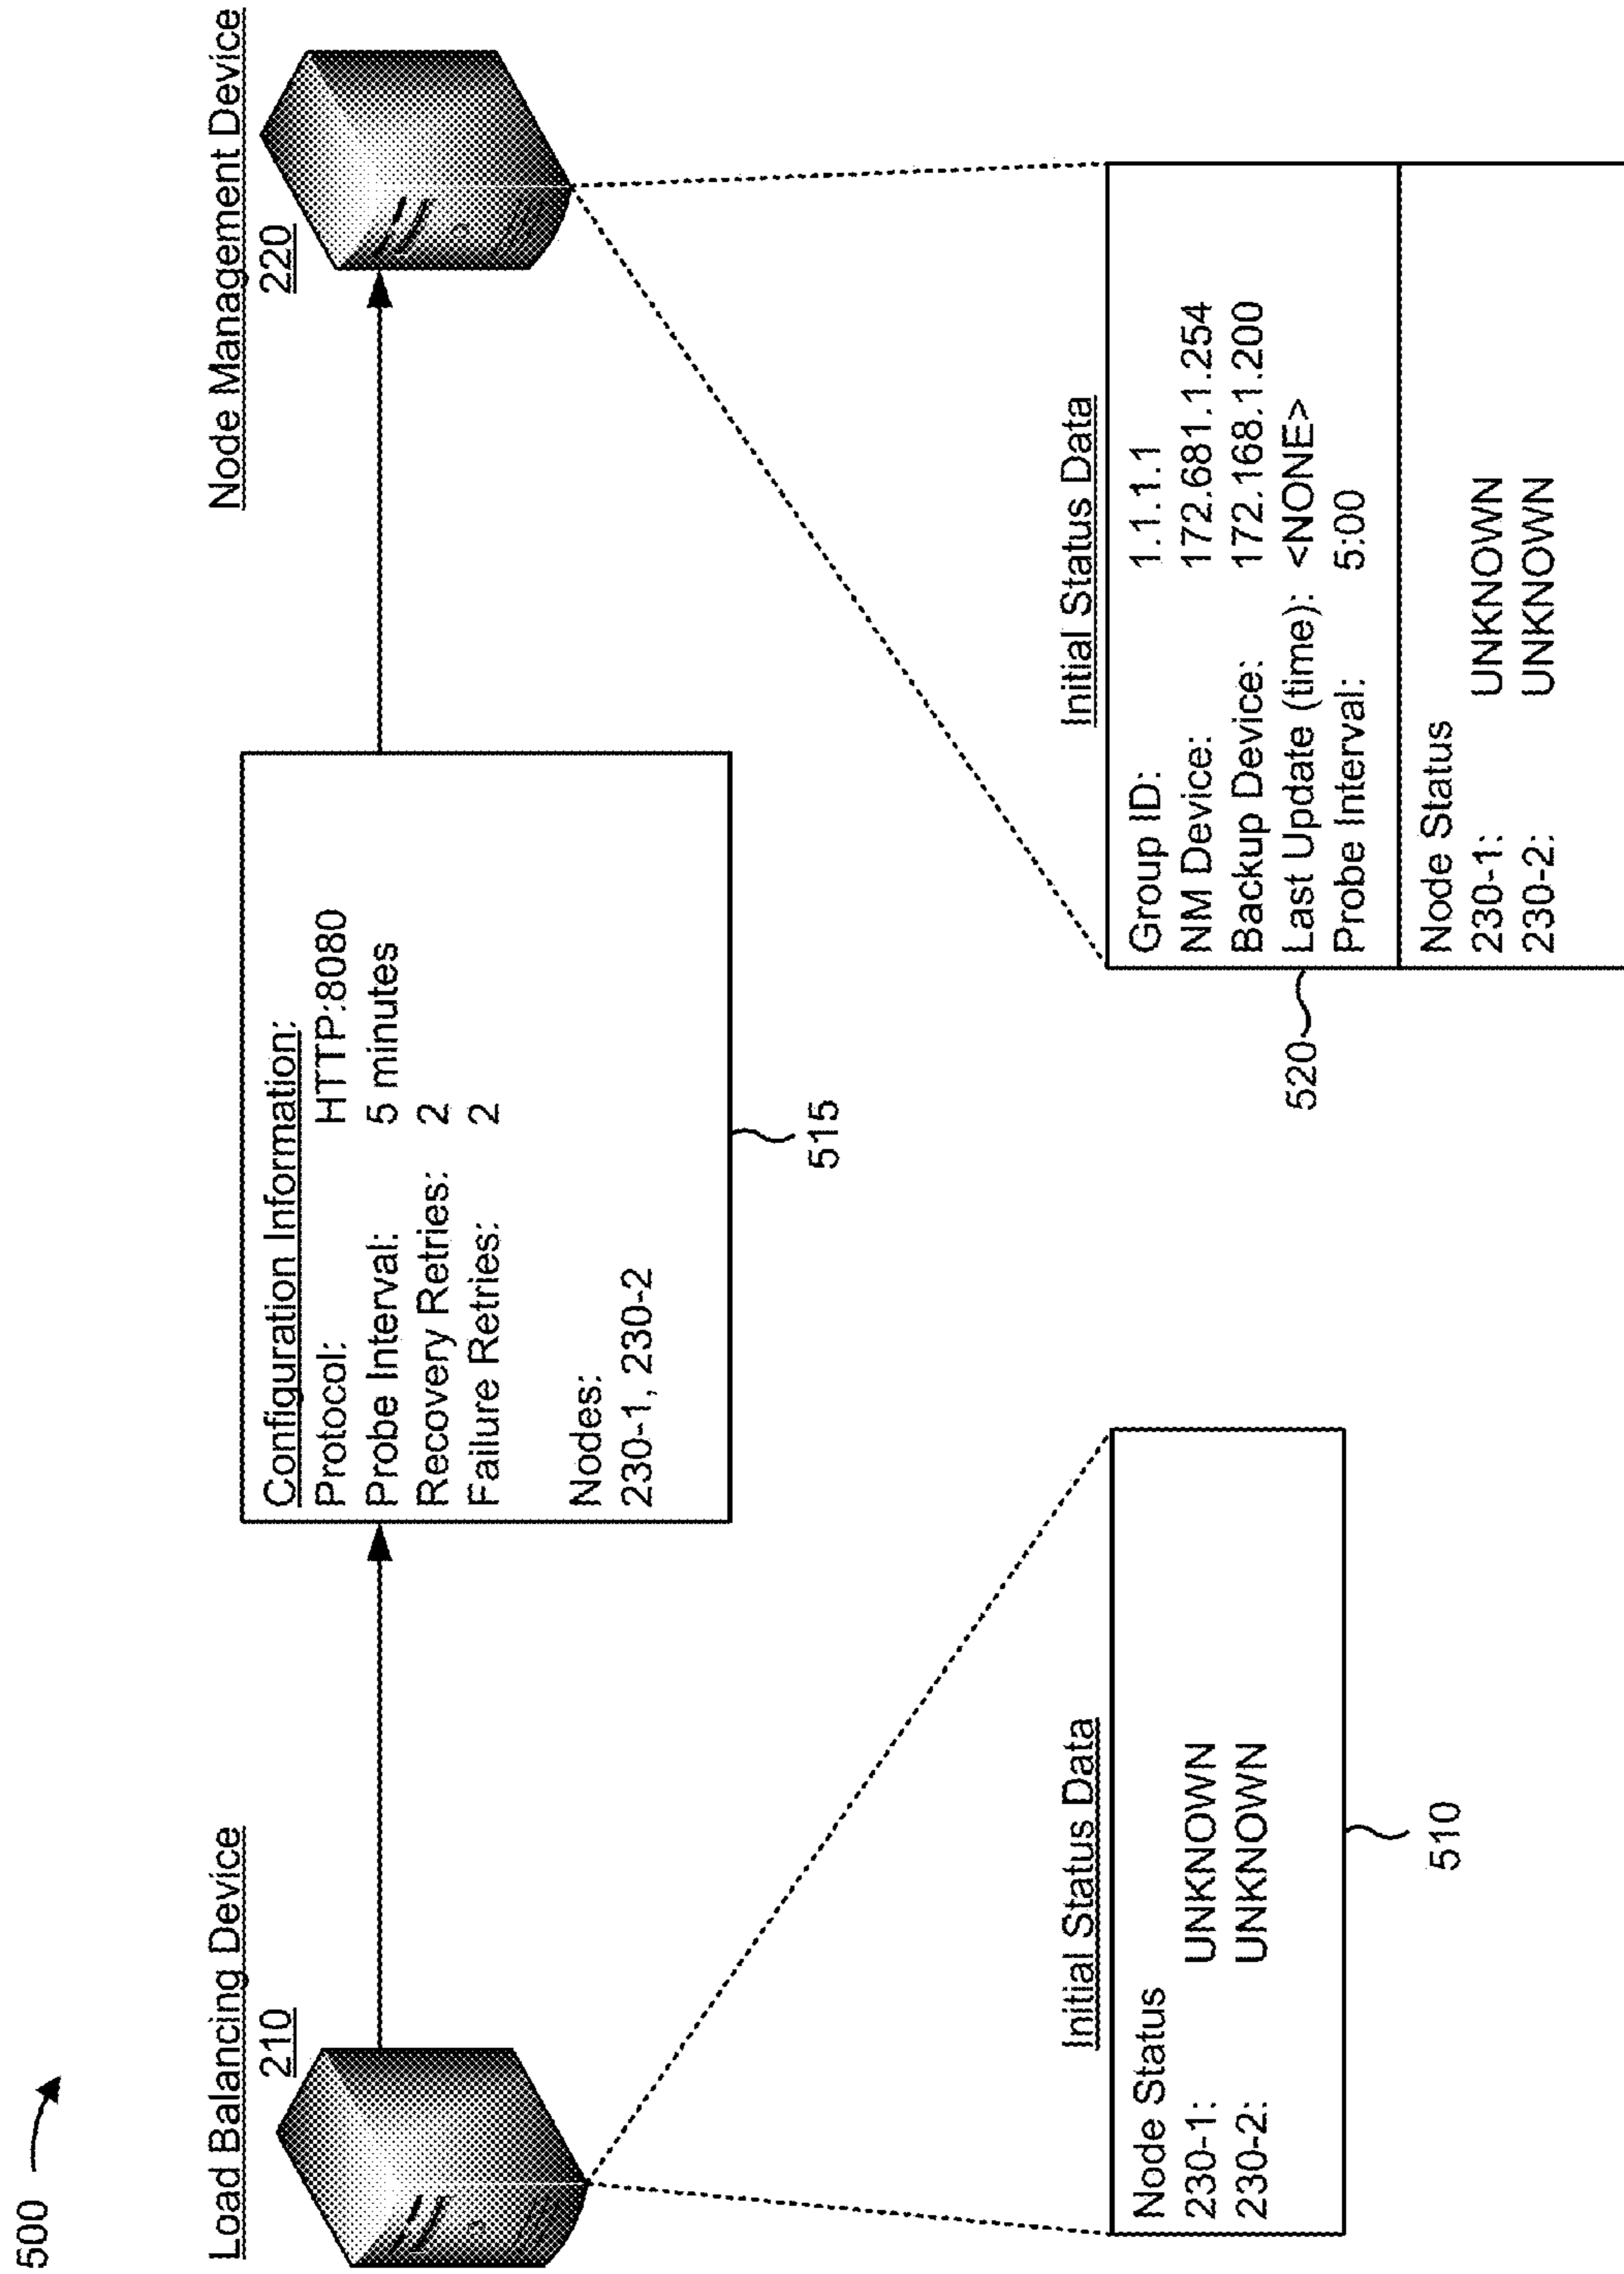 500
Load Balancing Device
210
Node Management Device
220
Configuration Information:
Protocol: HTTP:8080
Probe Interval: 5 minutes
Recovery Retries: 2
Failure Retries: 2
Nodes:
230-1, 230-2
515
Initial Status Data
Node Status
230-1: UNKNOWN
230-2: UNKNOWN
510
Initial Status Data
Group ID: 1.1.1.1
NM Device: 172.681.1.254
Backup Device: 172.168.1.200
Last Update (time): <NONE>
Probe Interval: 5:00
Node Status
230-1: UNKNOWN
230-2: UNKNOWN
520